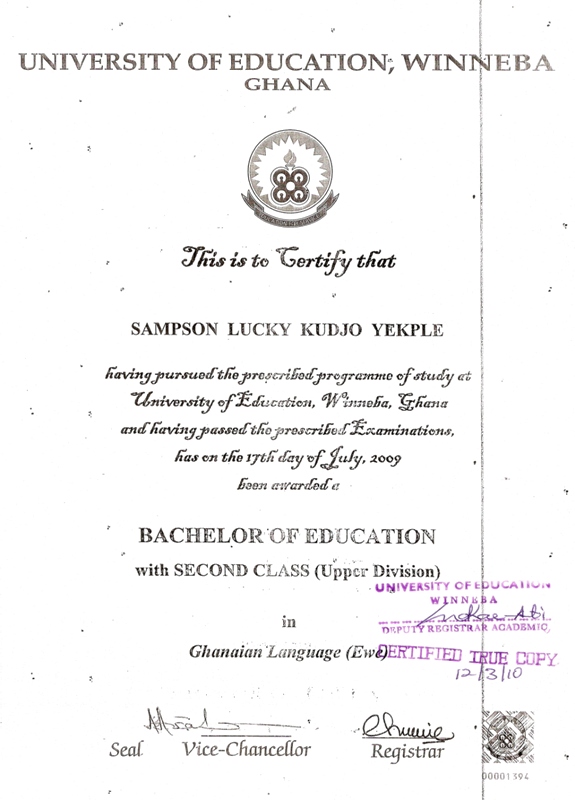 UNIVERSITY OF EDUCATION, WINNEBA
GHANA
This is to Certify that
SAMPSON LUCKY KUDJO YEKPLE
having pursued the prescribed programme of study at
University of Education, Winneba, Ghana
and having passed the prescribed Examinations,
has on the 17th day of July, 2009
been awarded a
BACHELOR OF EDUCATION
with SECOND CLASS (Upper Division)
UNIVERSITY OF EDUCATION
WINNEBA
DEPUTY REGISTRAR ACADEMIC,
in
Ghanaian Language (Ewe)
CERTIFIED TRUE COPY
12/3/10
Seal Vice-Chancellor Registrar
00001394